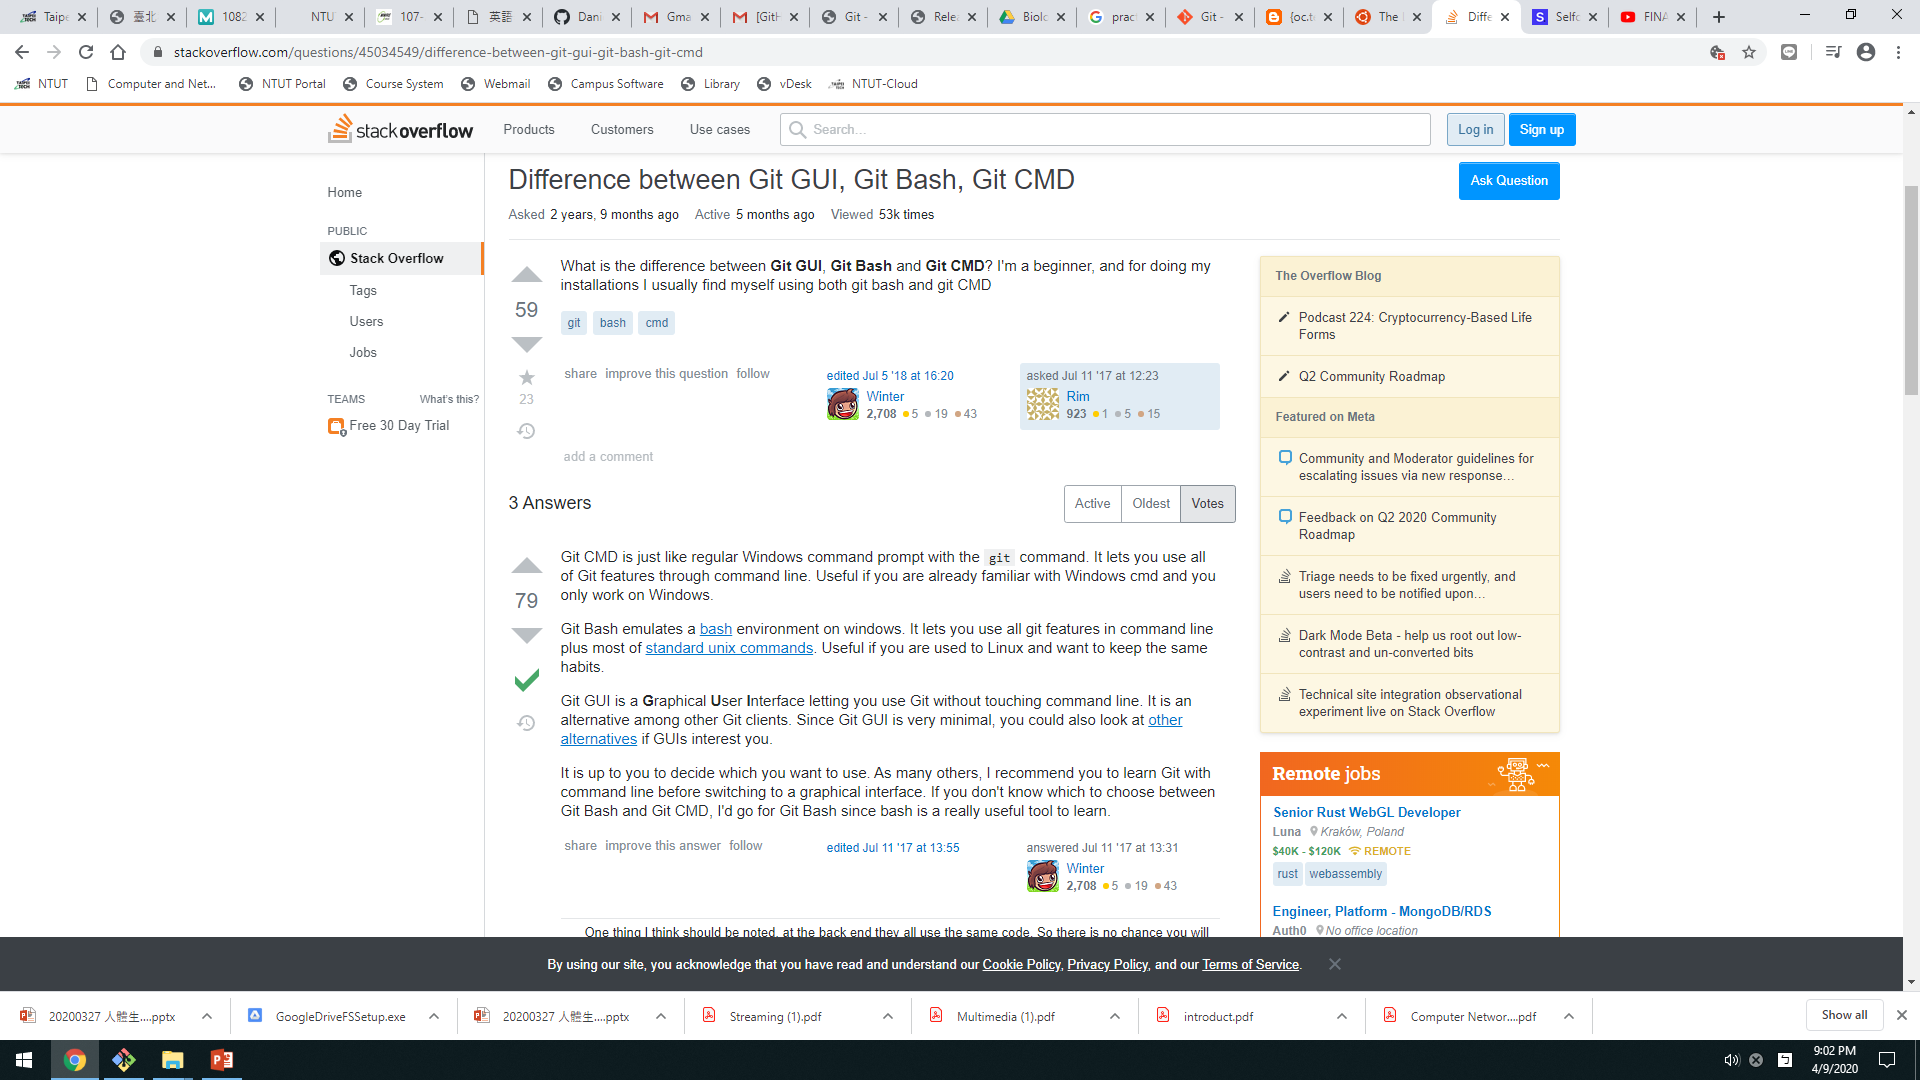 Taipe
臺北
1082
NTU
107-
英語
Dani
Gma
[GitH
Git -
Relea
Biolo
pract
Git -
{oc.t
The I
Diffe
Selfo
FINA
stackoverflow.com/questions/45034549/difference-between-git-gui-git-bash-git-cmd
NTUT
Computer and Net...
NTUT Portal
Course System
Webmail
Campus Software
Library
vDesk
NTUT-Cloud
stackoverflow
Products
Customers
Use cases
Search...
Log in
Sign up
Home
PUBLIC
Stack Overflow
Tags
Users
Jobs
TEAMS What's this?
Free 30 Day Trial
Difference between Git GUI, Git Bash, Git CMD
Ask Question
Asked 2 years, 9 months ago Active 5 months ago Viewed 53k times
59
23
What is the difference between Git GUI, Git Bash and Git CMD? I'm a beginner, and for doing my
installations I usually find myself using both git bash and git CMD
git bash cmd
share improve this question follow
edited Jul 5 '18 at 16:20
Winter
2,708 5 19 43
asked Jul 11 '17 at 12:23
Rim
923 1 5 15
add a comment
3 Answers
Active Oldest Votes
79
Git CMD is just like regular Windows command prompt with the git command. It lets you use all
of Git features through command line. Useful if you are already familiar with Windows cmd and you
only work on Windows.
Git Bash emulates a bash environment on windows. It lets you use all git features in command line
plus most of standard unix commands. Useful if you are used to Linux and want to keep the same
habits.
Git GUI is a Graphical User Interface letting you use Git without touching command line. It is an
alternative among other Git clients. Since Git GUI is very minimal, you could also look at other
alternatives if GUIs interest you.
It is up to you to decide which you want to use. As many others, I recommend you to learn Git with
command line before switching to a graphical interface. If you don't know which to choose between
Git Bash and Git CMD, I'd go for Git Bash since bash is a really useful tool to learn.
share improve this answer follow
edited Jul 11 '17 at 13:55
answered Jul 11 '17 at 13:31
Winter
2,708 5 19 43
One thing I think should be noted, at the back end they all use the same code. So there is no chance you will
The Overflow Blog
Podcast 224: Cryptocurrency-Based Life
Forms
Q2 Community Roadmap
Featured on Meta
Community and Moderator guidelines for
escalating issues via new response…
Feedback on Q2 2020 Community
Roadmap
Triage needs to be fixed urgently, and
users need to be notified upon…
Dark Mode Beta - help us root out low-
contrast and un-converted bits
Technical site integration observational
experiment live on Stack Overflow
Remote jobs
Senior Rust WebGL Developer
Luna Kraków, Poland
$40K - $120K REMOTE
rust webassembly
Engineer, Platform - MongoDB/RDS
Auth0 No office location
By using our site, you acknowledge that you have read and understand our Cookie Policy, Privacy Policy, and our Terms of Service.
20200327 人體生....pptx
GoogleDriveFSSetup.exe
20200327 人體生....pptx
Streaming (1).pdf
Multimedia (1).pdf
introduct.pdf
Computer Networ....pdf
Show all
9:02 PM
4/9/2020